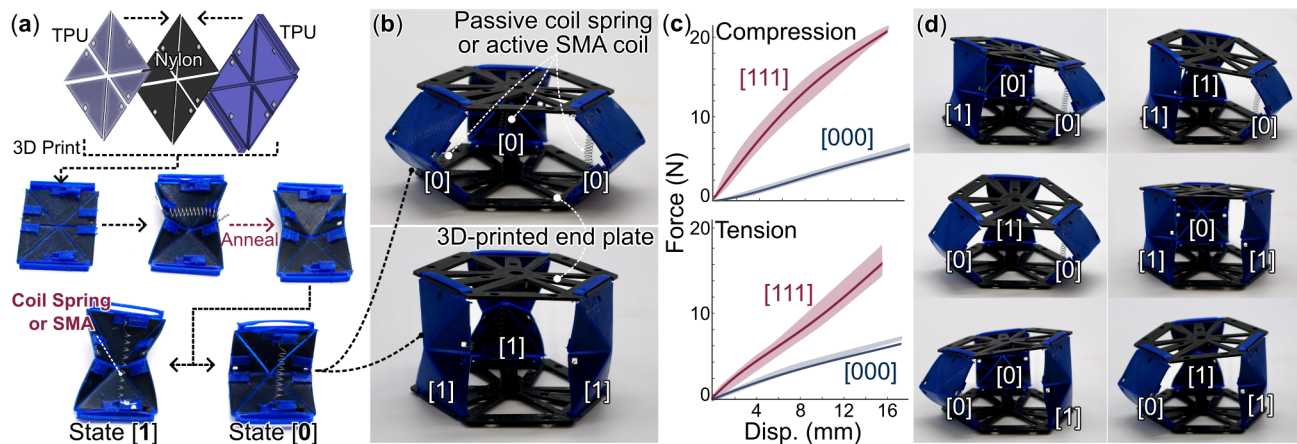 (a)
TPU
Nylon
TPU
3D Print
Anneal
Coil Spring
or SMA
State [1]
State [0]
(b)
Passive coil spring
or active SMA coil
[0]
[0]
[0]
3D-printed end plate
[1]
[1]
[1]
(c)
Compression
20
10
0
[111]
[000]
Force (N)
Tension
20
10
0
[111]
[000]
4
8
12
16
Disp. (mm)
(d)
[0]
[1]
[0]
[1]
[1]
[0]
[1]
[0]
[0]
[0]
[1]
[1]
[0]
[0]
[1]
[1]
[0]
[1]